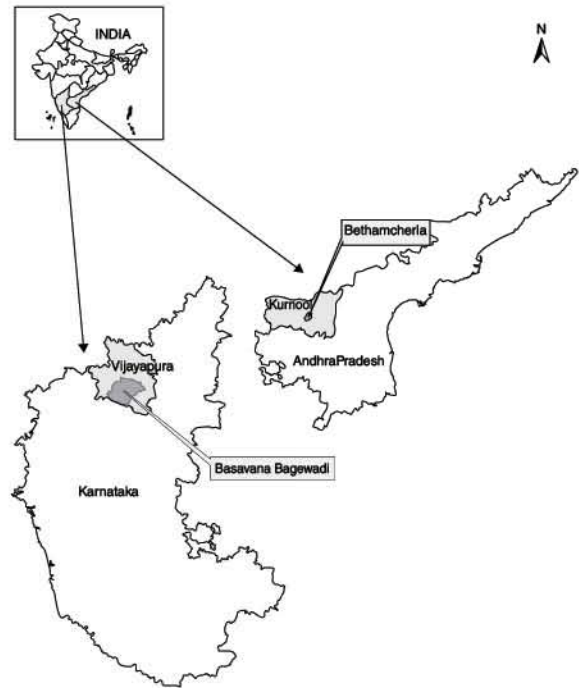 INDIA
N
Bethamcherla
Kurnool
AndhraPradesh
Vijayapura
Basavana Bagewadi
Karnataka